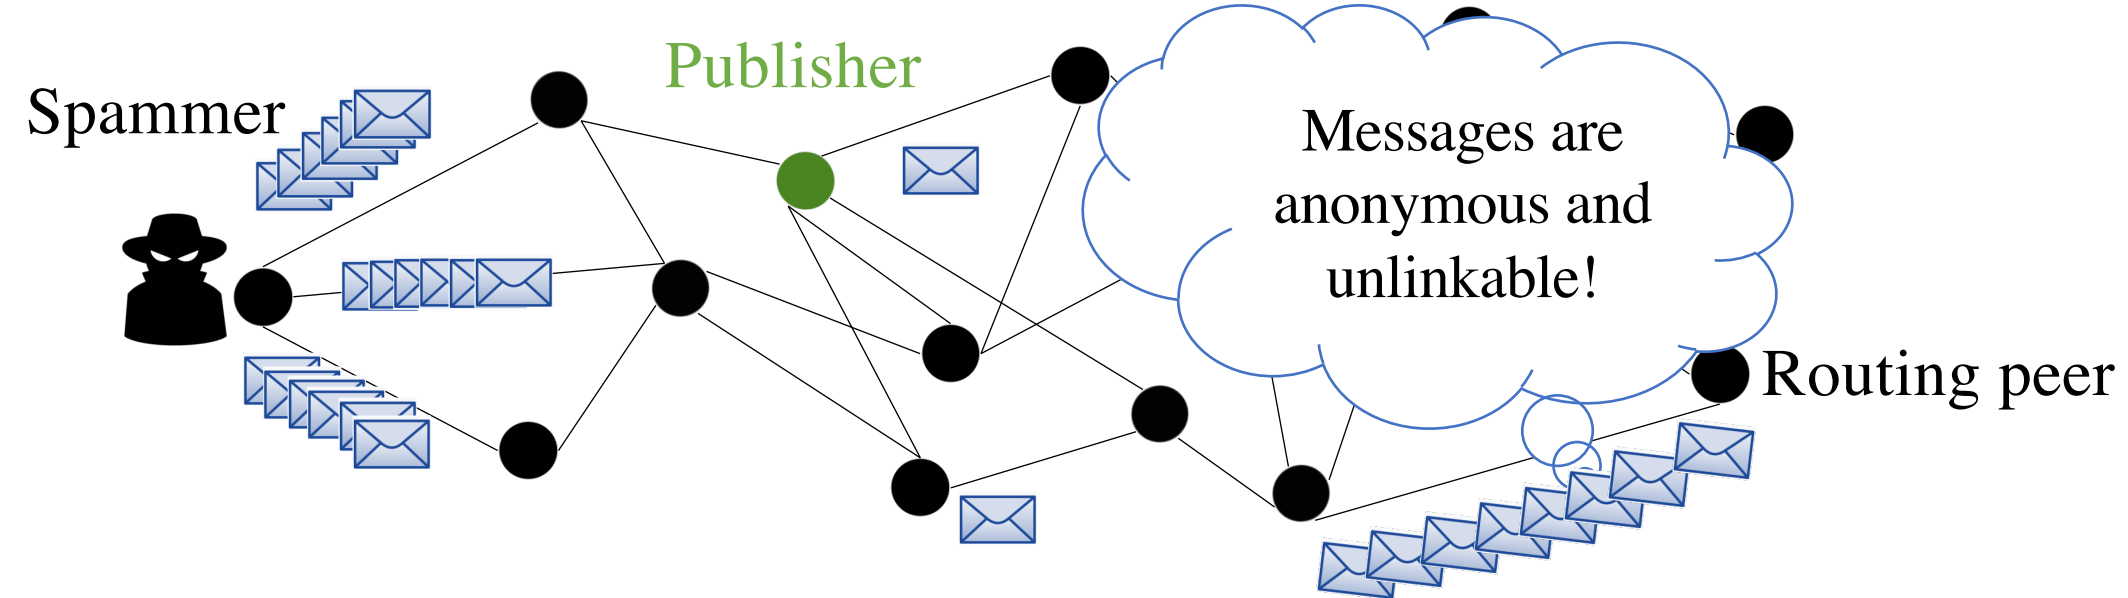 Spammer
Publisher
Messages are
anonymous and
unlinkable!
Routing peer